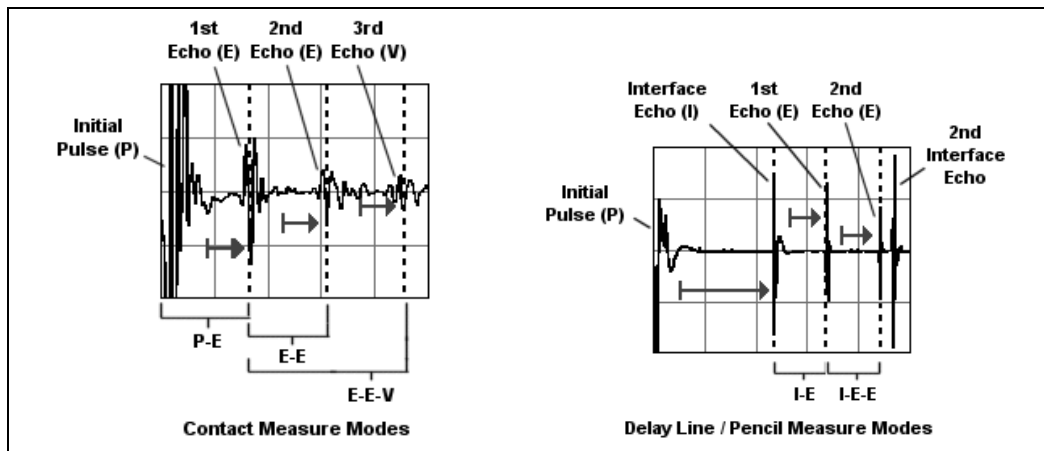 1st
Echo (E)
2nd
Echo (E)
3rd
Echo (V)
Initial
Pulse (P)
P-E
E-E
E-E-V
Contact Measure Modes
Interface
Echo (I)
1st
Echo (E)
2nd
Echo (E)
2nd
Interface
Echo
Initial
Pulse (P)
I-E
I-E-E
Delay Line / Pencil Measure Modes